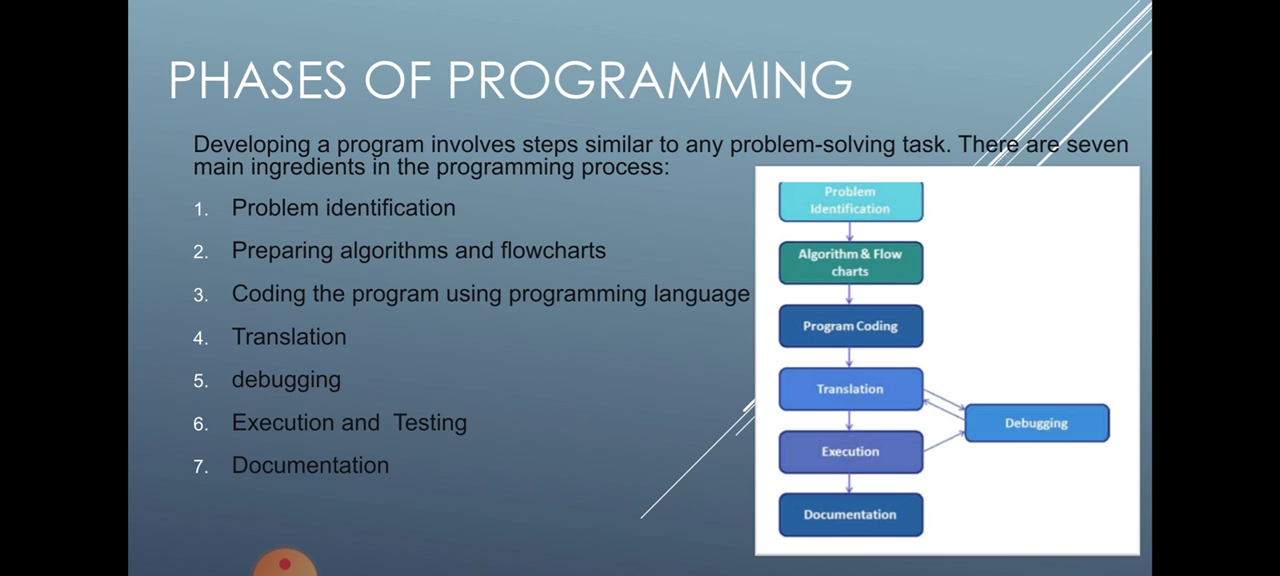 PHASES OF PROGRAMMING
Developing a program involves steps similar to any problem-solving task. There are seven
main ingredients in the programming process:
1. Problem identification
2. Preparing algorithms and flowcharts
3. Coding the program using programming language
4. Translation
5. debugging
6. Execution and  Testing
7. Documentation
Problem
Identification
Algorithm & Flow
charts
Program Coding
Translation
Debugging
Execution
Documentation